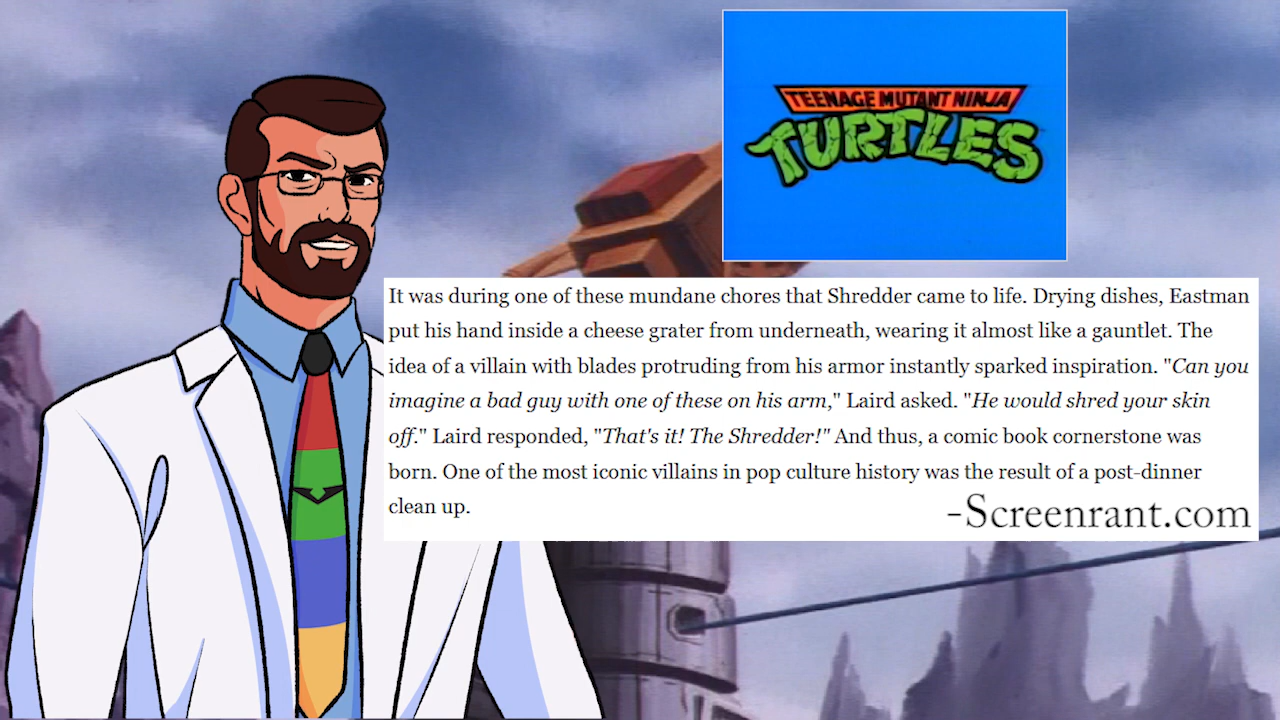 TEENAGE MUTANT NINJA
TURTLES
It was during one of these mundane chores that Shredder came to life. Drying dishes, Eastman
put his hand inside a cheese grater from underneath, wearing it almost like a gauntlet. The
idea of a villain with blades protruding from his armor instantly sparked inspiration. "Can you
imagine a bad guy with one of these on his arm," Laird asked. "He would shred your skin
off." Laird responded, "That's it! The Shredder!" And thus, a comic book cornerstone was
born. One of the most iconic villains in pop culture history was the result of a post-dinner
clean up.
-Screenrant.com